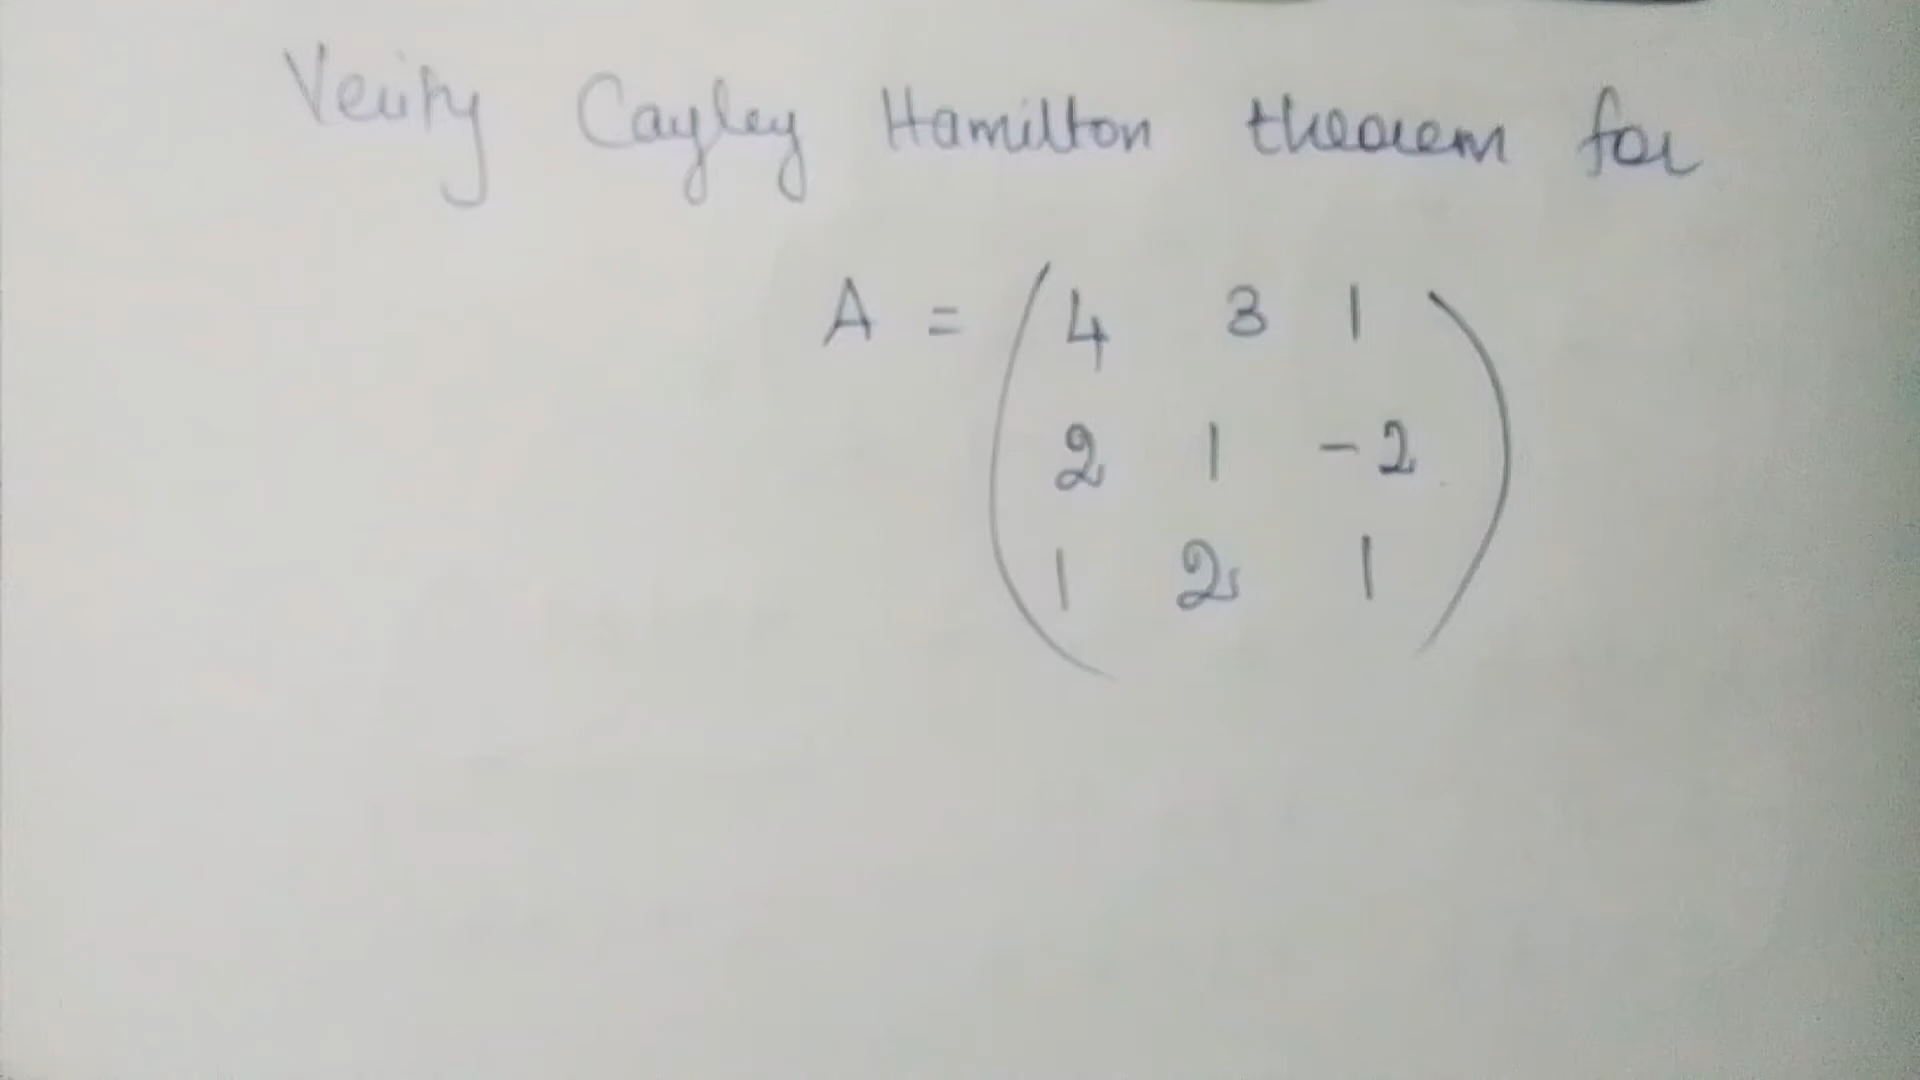 Verify Cayley Hamilton theorem for
A = ( 4 3 1
2 1 -2
1 2 1 )